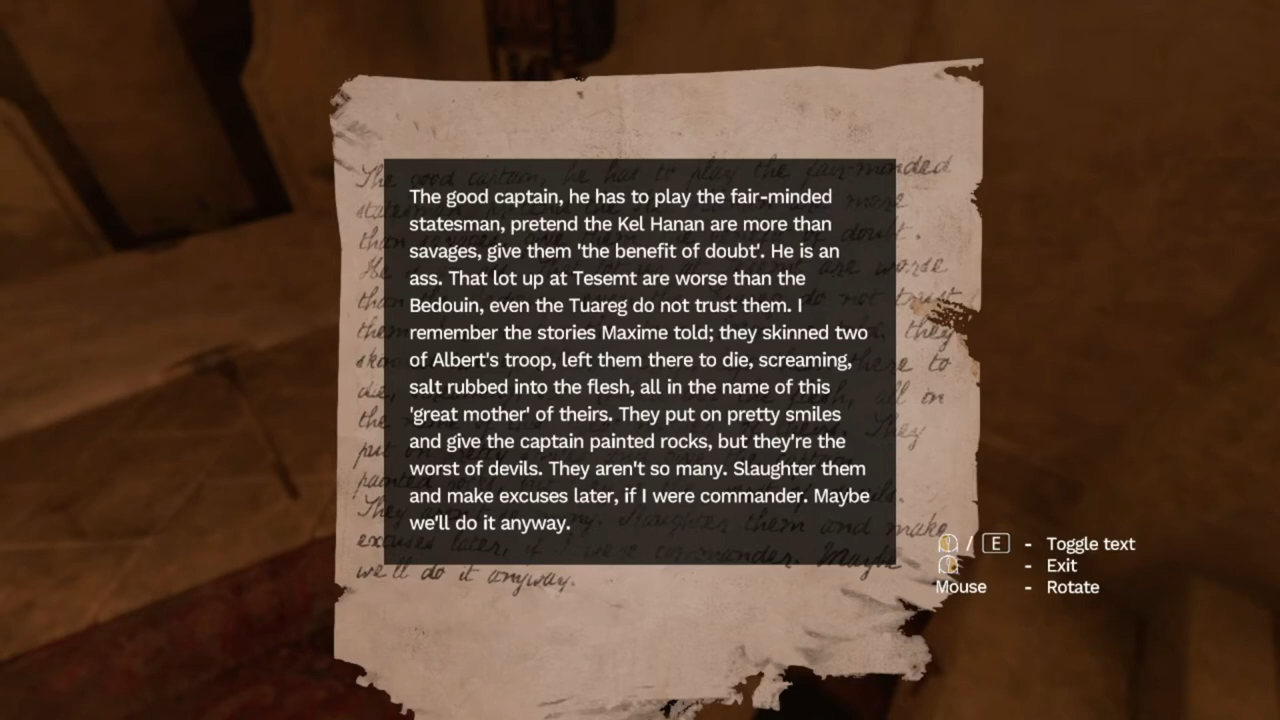 The good captain, he has to play the fair-minded
statesman, pretend the Kel Hanan are more than
savages, give them 'the benefit of doubt'. He is an
ass. That lot up at Tesemt are worse than the
Bedouin, even the Tuareg do not trust them. I
remember the stories Maxime told; they skinned two
of Albert's troop, left them there to die, screaming,
salt rubbed into the flesh, all in the name of this
'great mother' of theirs. They put on pretty smiles
and give the captain painted rocks, but they're the
worst of devils. They aren't so many. Slaughter them
and make excuses later, if I were commander. Maybe
we'll do it anyway.
we'll do it anyway.
/ E - Toggle text
- Exit
Mouse - Rotate